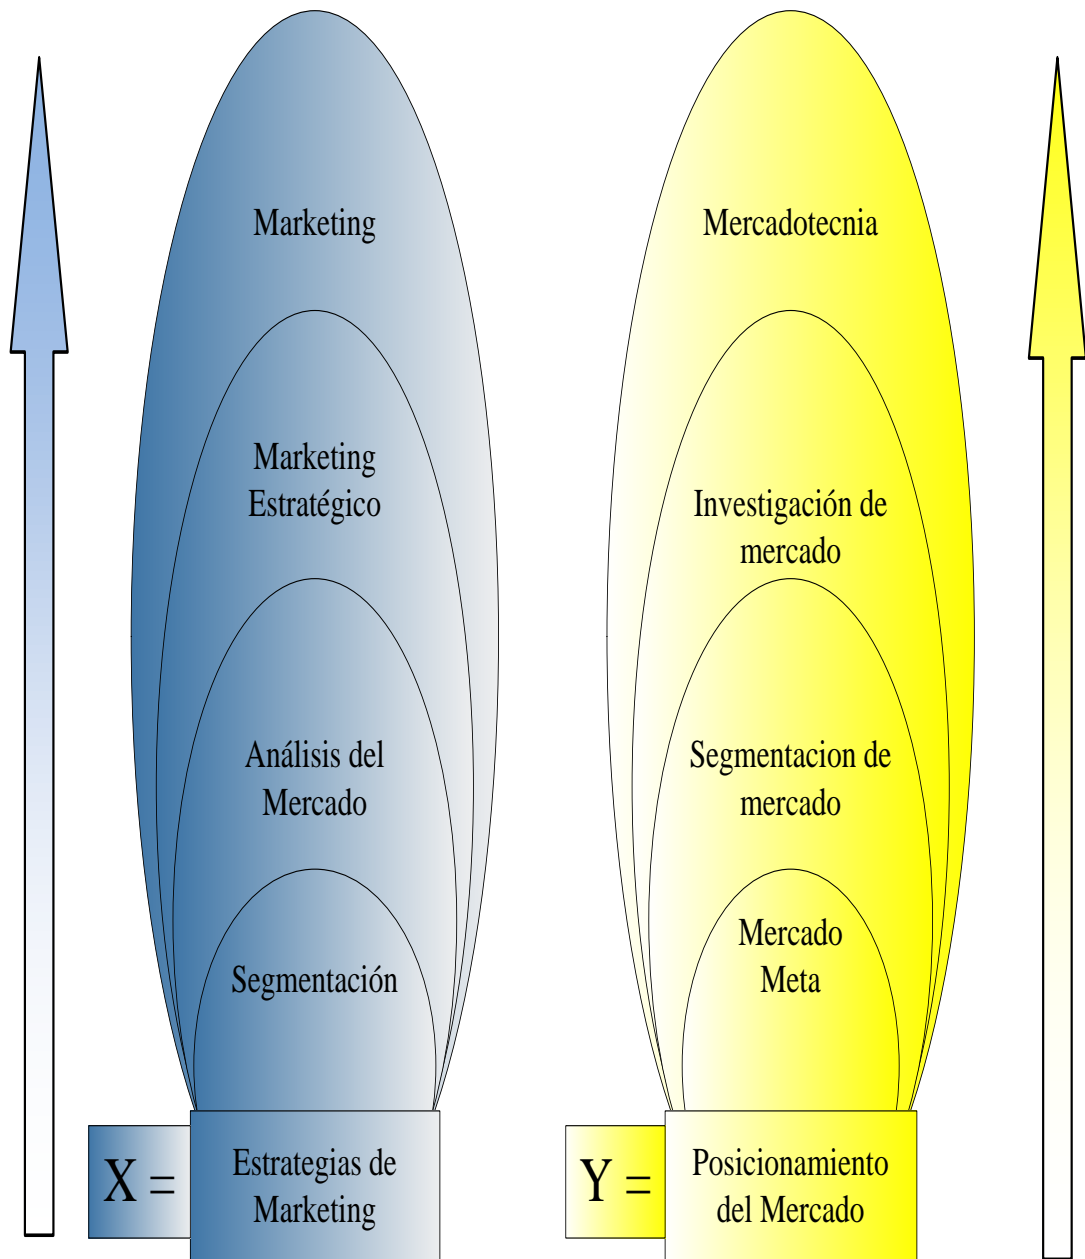 Marketing
Marketing
Estratégico
Análisis del
Mercado
Segmentación
X =
Estrategias de
Marketing
Mercadotecnia
Investigación de
mercado
Segmentacion de
mercado
Mercado
Meta
Y =
Posicionamiento
del Mercado